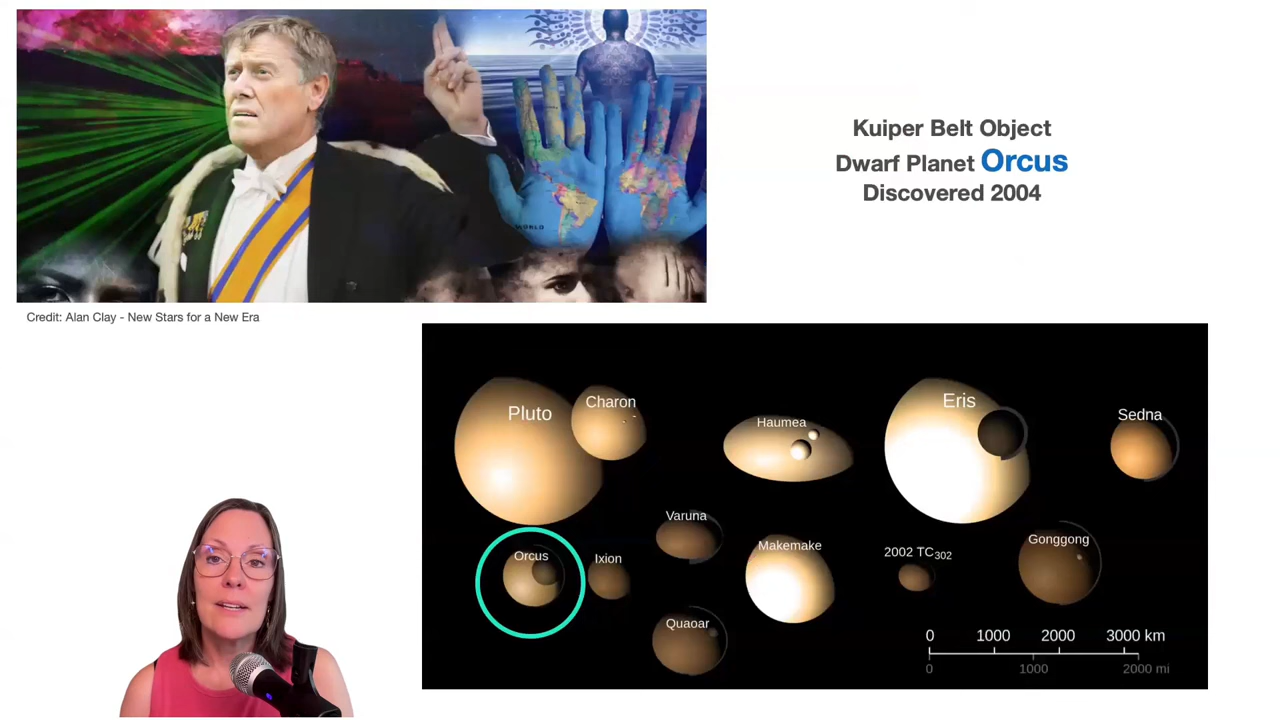 Kuiper Belt Object
Dwarf Planet Orcus
Discovered 2004
WORLD
Credit: Alan Clay - New Stars for a New Era
Pluto
Charon
Haumea
Eris
Sedna
Orcus
Ixion
Varuna
Makemake
2002 TC302
Gonggong
Quaoar
0 1000 2000 3000 km
0 1000 2000 mi